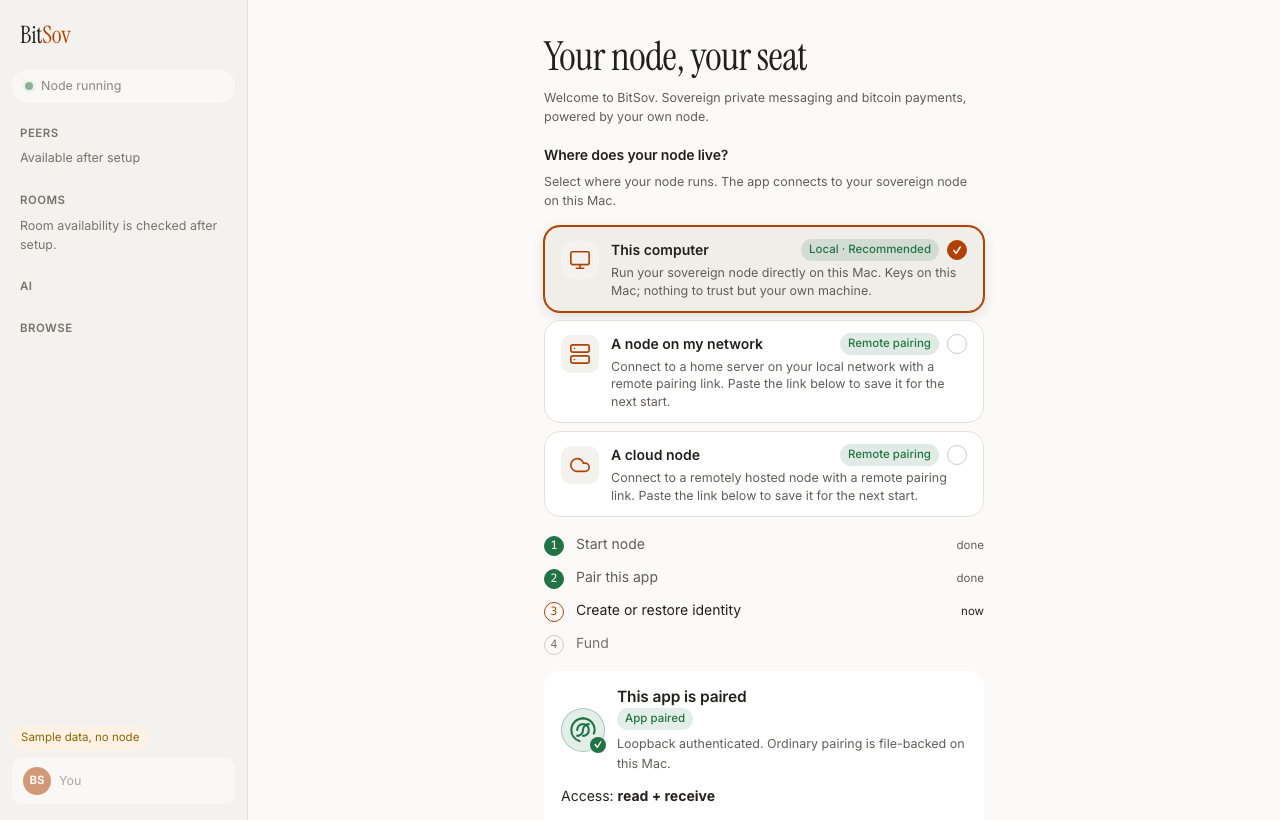 BitSov
Node running
PEERS
Available after setup
ROOMS
Room availability is checked after
setup.
AI
BROWSE
Sample data, no node
BS
You
Your node, your seat
Welcome to BitSov. Sovereign private messaging and bitcoin payments,
powered by your own node.
Where does your node live?
Select where your node runs. The app connects to your sovereign node
on this Mac.
This computer
Local · Recommended
Run your sovereign node directly on this Mac. Keys on this
Mac; nothing to trust but your own machine.
A node on my network
Remote pairing
Connect to a home server on your local network with a
remote pairing link. Paste the link below to save it for the
next start.
A cloud node
Remote pairing
Connect to a remotely hosted node with a remote pairing
link. Paste the link below to save it for the next start.
1 Start node done
2 Pair this app done
3 Create or restore identity now
4 Fund
This app is paired
App paired
Loopback authenticated. Ordinary pairing is file-backed on
this Mac.
Access: read + receive